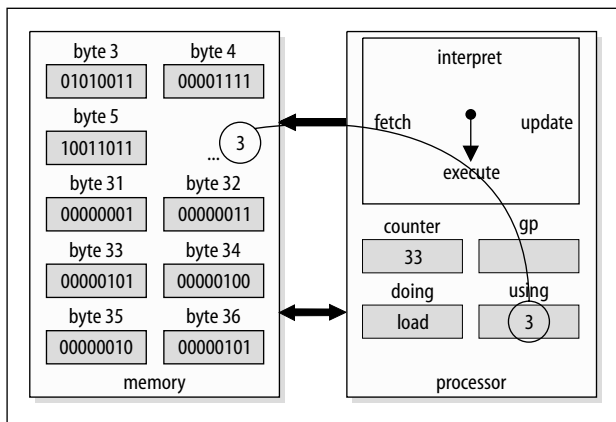 byte 3 byte 4
01010011 00001111
byte 5
10011011
... 3
byte 31 byte 32
00000001 00000011
byte 33 byte 34
00000101 00000100
byte 35 byte 36
00000010 00000101
memory
interpret
fetch update
execute
counter gp
33
doing using
load 3
processor